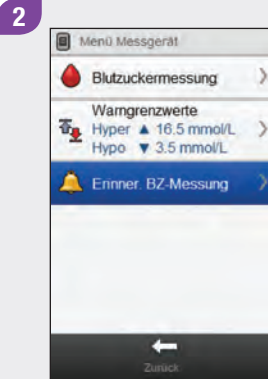 2
Menü Messgerät
Blutzuckermessung
Warngrenzwerte
Hyper ▲ 16.5 mmol/L
Hypo ▼ 3.5 mmol/L
Erinner. BZ-Messung
Zurück